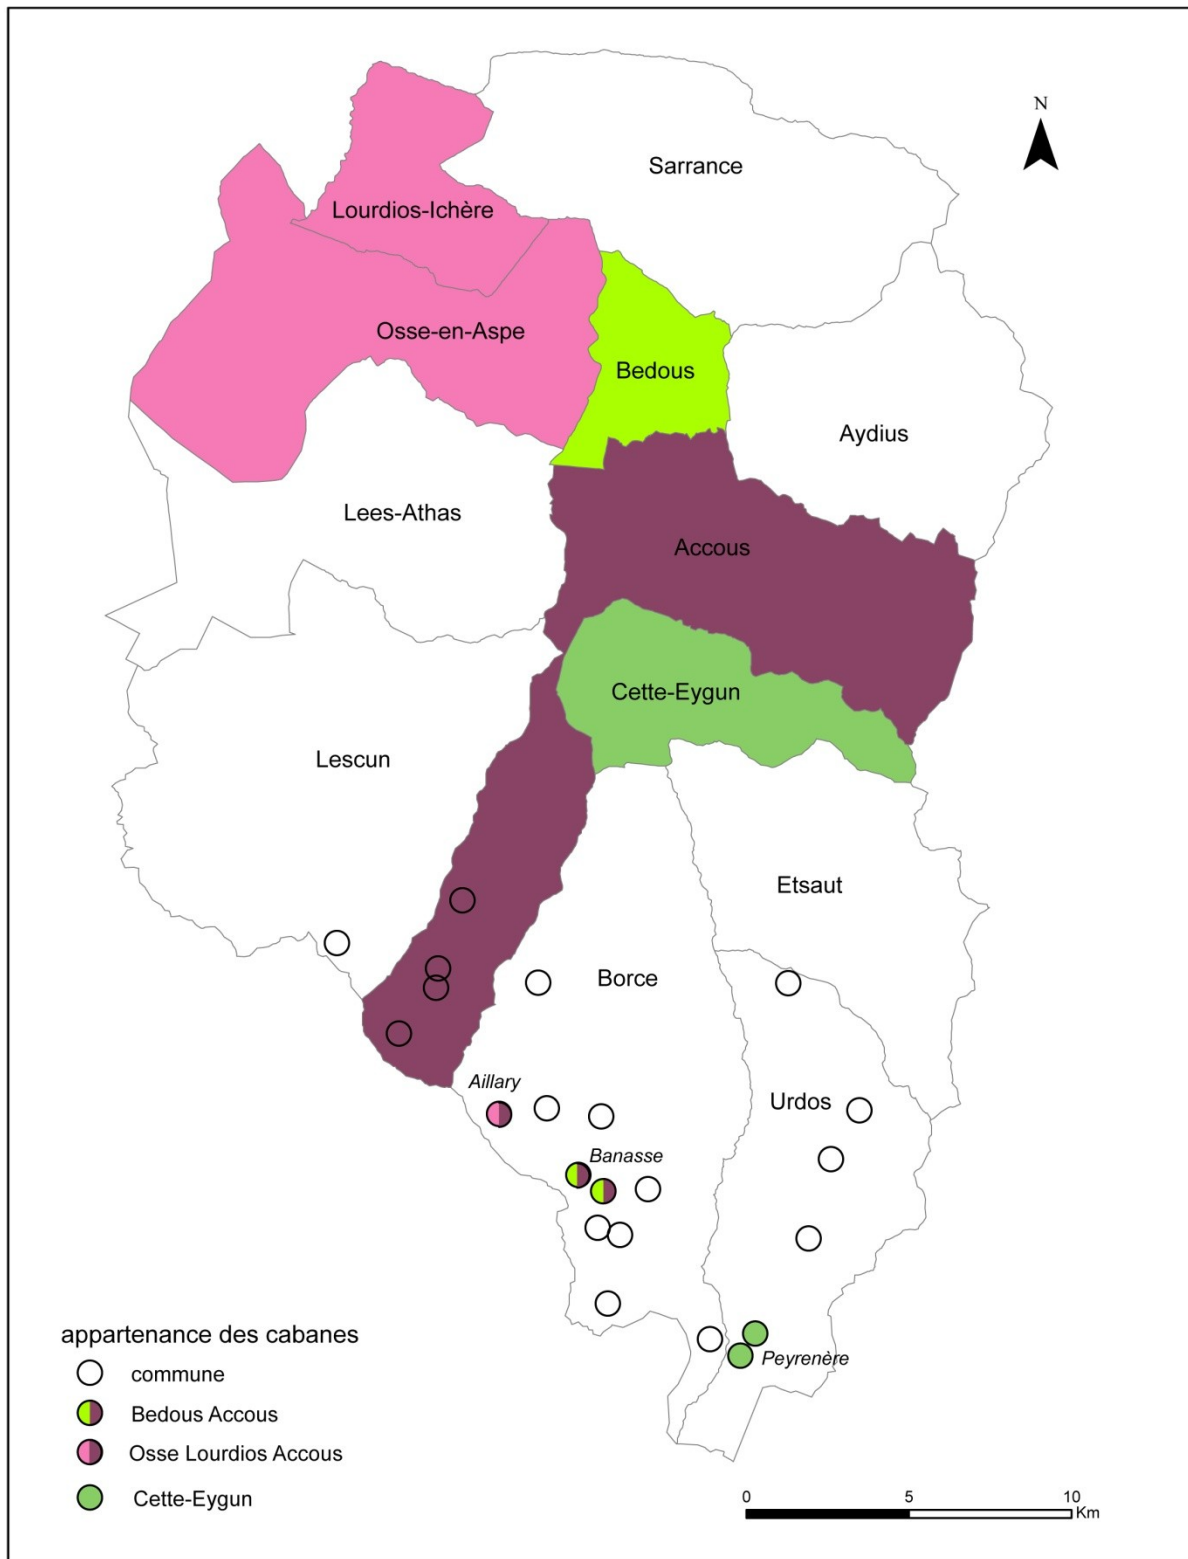 N
Sarrance
Lourdios-Ichère
Osse-en-Aspe
Bedous
Aydius
Lees-Athas
Accous
Cette-Eygun
Lescun
Etsaut
Borce
Aillary
Urdos
Banasse
Peyrenère
appartenance des cabanes
commune
Bedous Accous
Osse Lourdios Accous
Cette-Eygun
0 5 10
Km